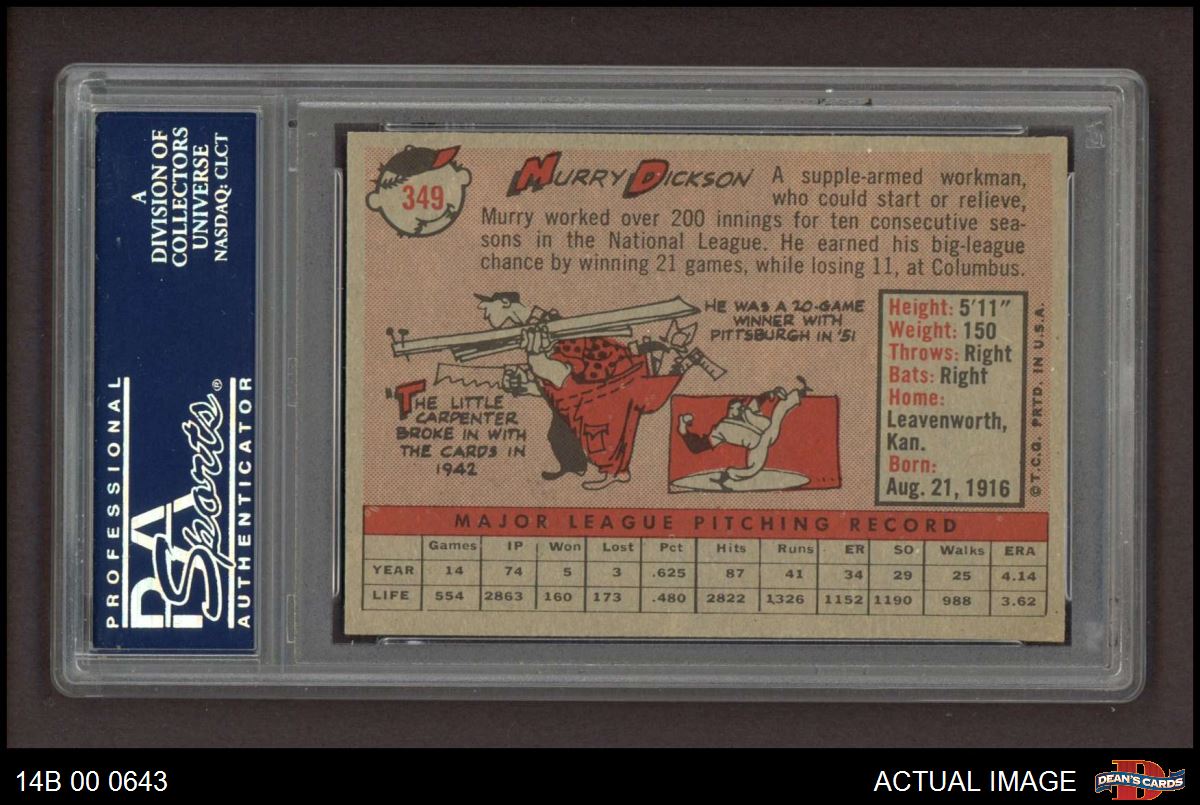 A
DIVISION OF
COLLECTORS
UNIVERSE
NASDAQ: CLCT
PROFESSIONAL
PSA
Sports®
AUTHENTICATOR
349
MURRY DICKSON
A supple-armed workman,
who could start or relieve,
Murry worked over 200 innings for ten consecutive sea-
sons in the National League. He earned his big-league
chance by winning 21 games, while losing 11, at Columbus.
HE WAS A 20-GAME
WINNER WITH
PITTSBURGH IN '51
"THE LITTLE
CARPENTER
BROKE IN WITH
THE CARDS IN
1942
Height: 5'11"
Weight: 150
Throws: Right
Bats: Right
Home:
Leavenworth,
Kan.
Born:
Aug. 21, 1916
© T.C.G. PRTD. IN U.S.A.
MAJOR LEAGUE PITCHING RECORD
Games IP Won Lost Pct Hits Runs ER SO Walks ERA
YEAR 14 74 5 3 .625 87 41 34 29 25 4.14
LIFE 554 2863 160 173 .480 2822 1326 1152 1190 988 3.62
14B 00 0643
ACTUAL IMAGE
D
DEAN'S CARDS